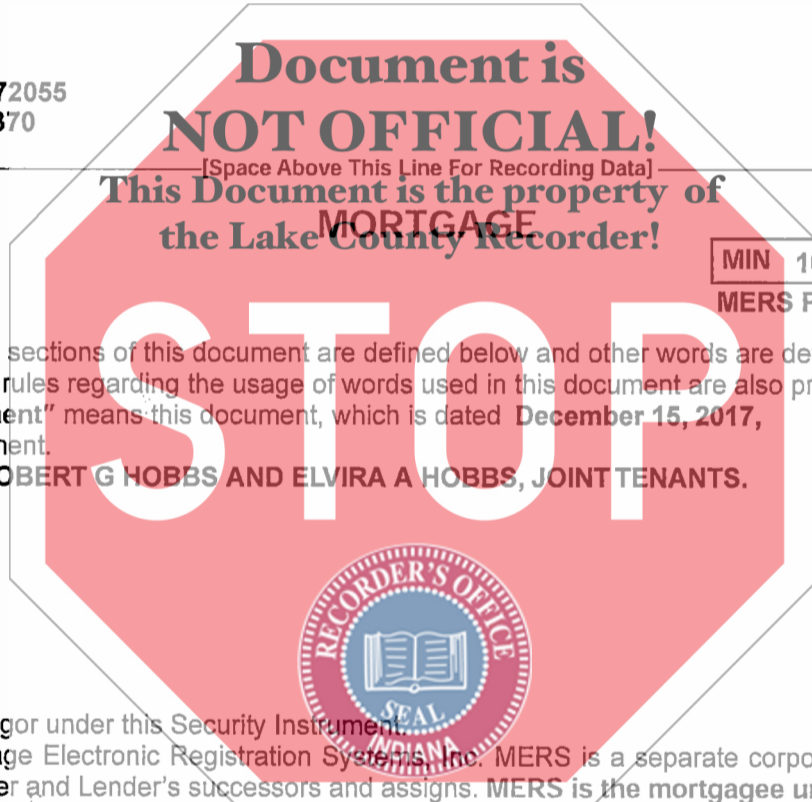 Document is
72055
NOT OFFICIAL!
370
[Space Above This Line For Recording Data]
This Document is the property of
MORTGAGE
the Lake County Recorder!
MIN 1
MERS
STOP
sections of this document are defined below and other words are de
rules regarding the usage of words used in this document are also pr
ent” means this document, which is dated December 15, 2017,
ent.
OBERT G HOBBS AND ELVIRA A HOBBS, JOINT TENANTS.
RECORDER'S OFFICE
SEAL
INDIANA
gor under this Security Instrument.
ge Electronic Registration Systems, Inc. MERS is a separate corpo
er and Lender's successors and assigns. MERS is the mortgagee u